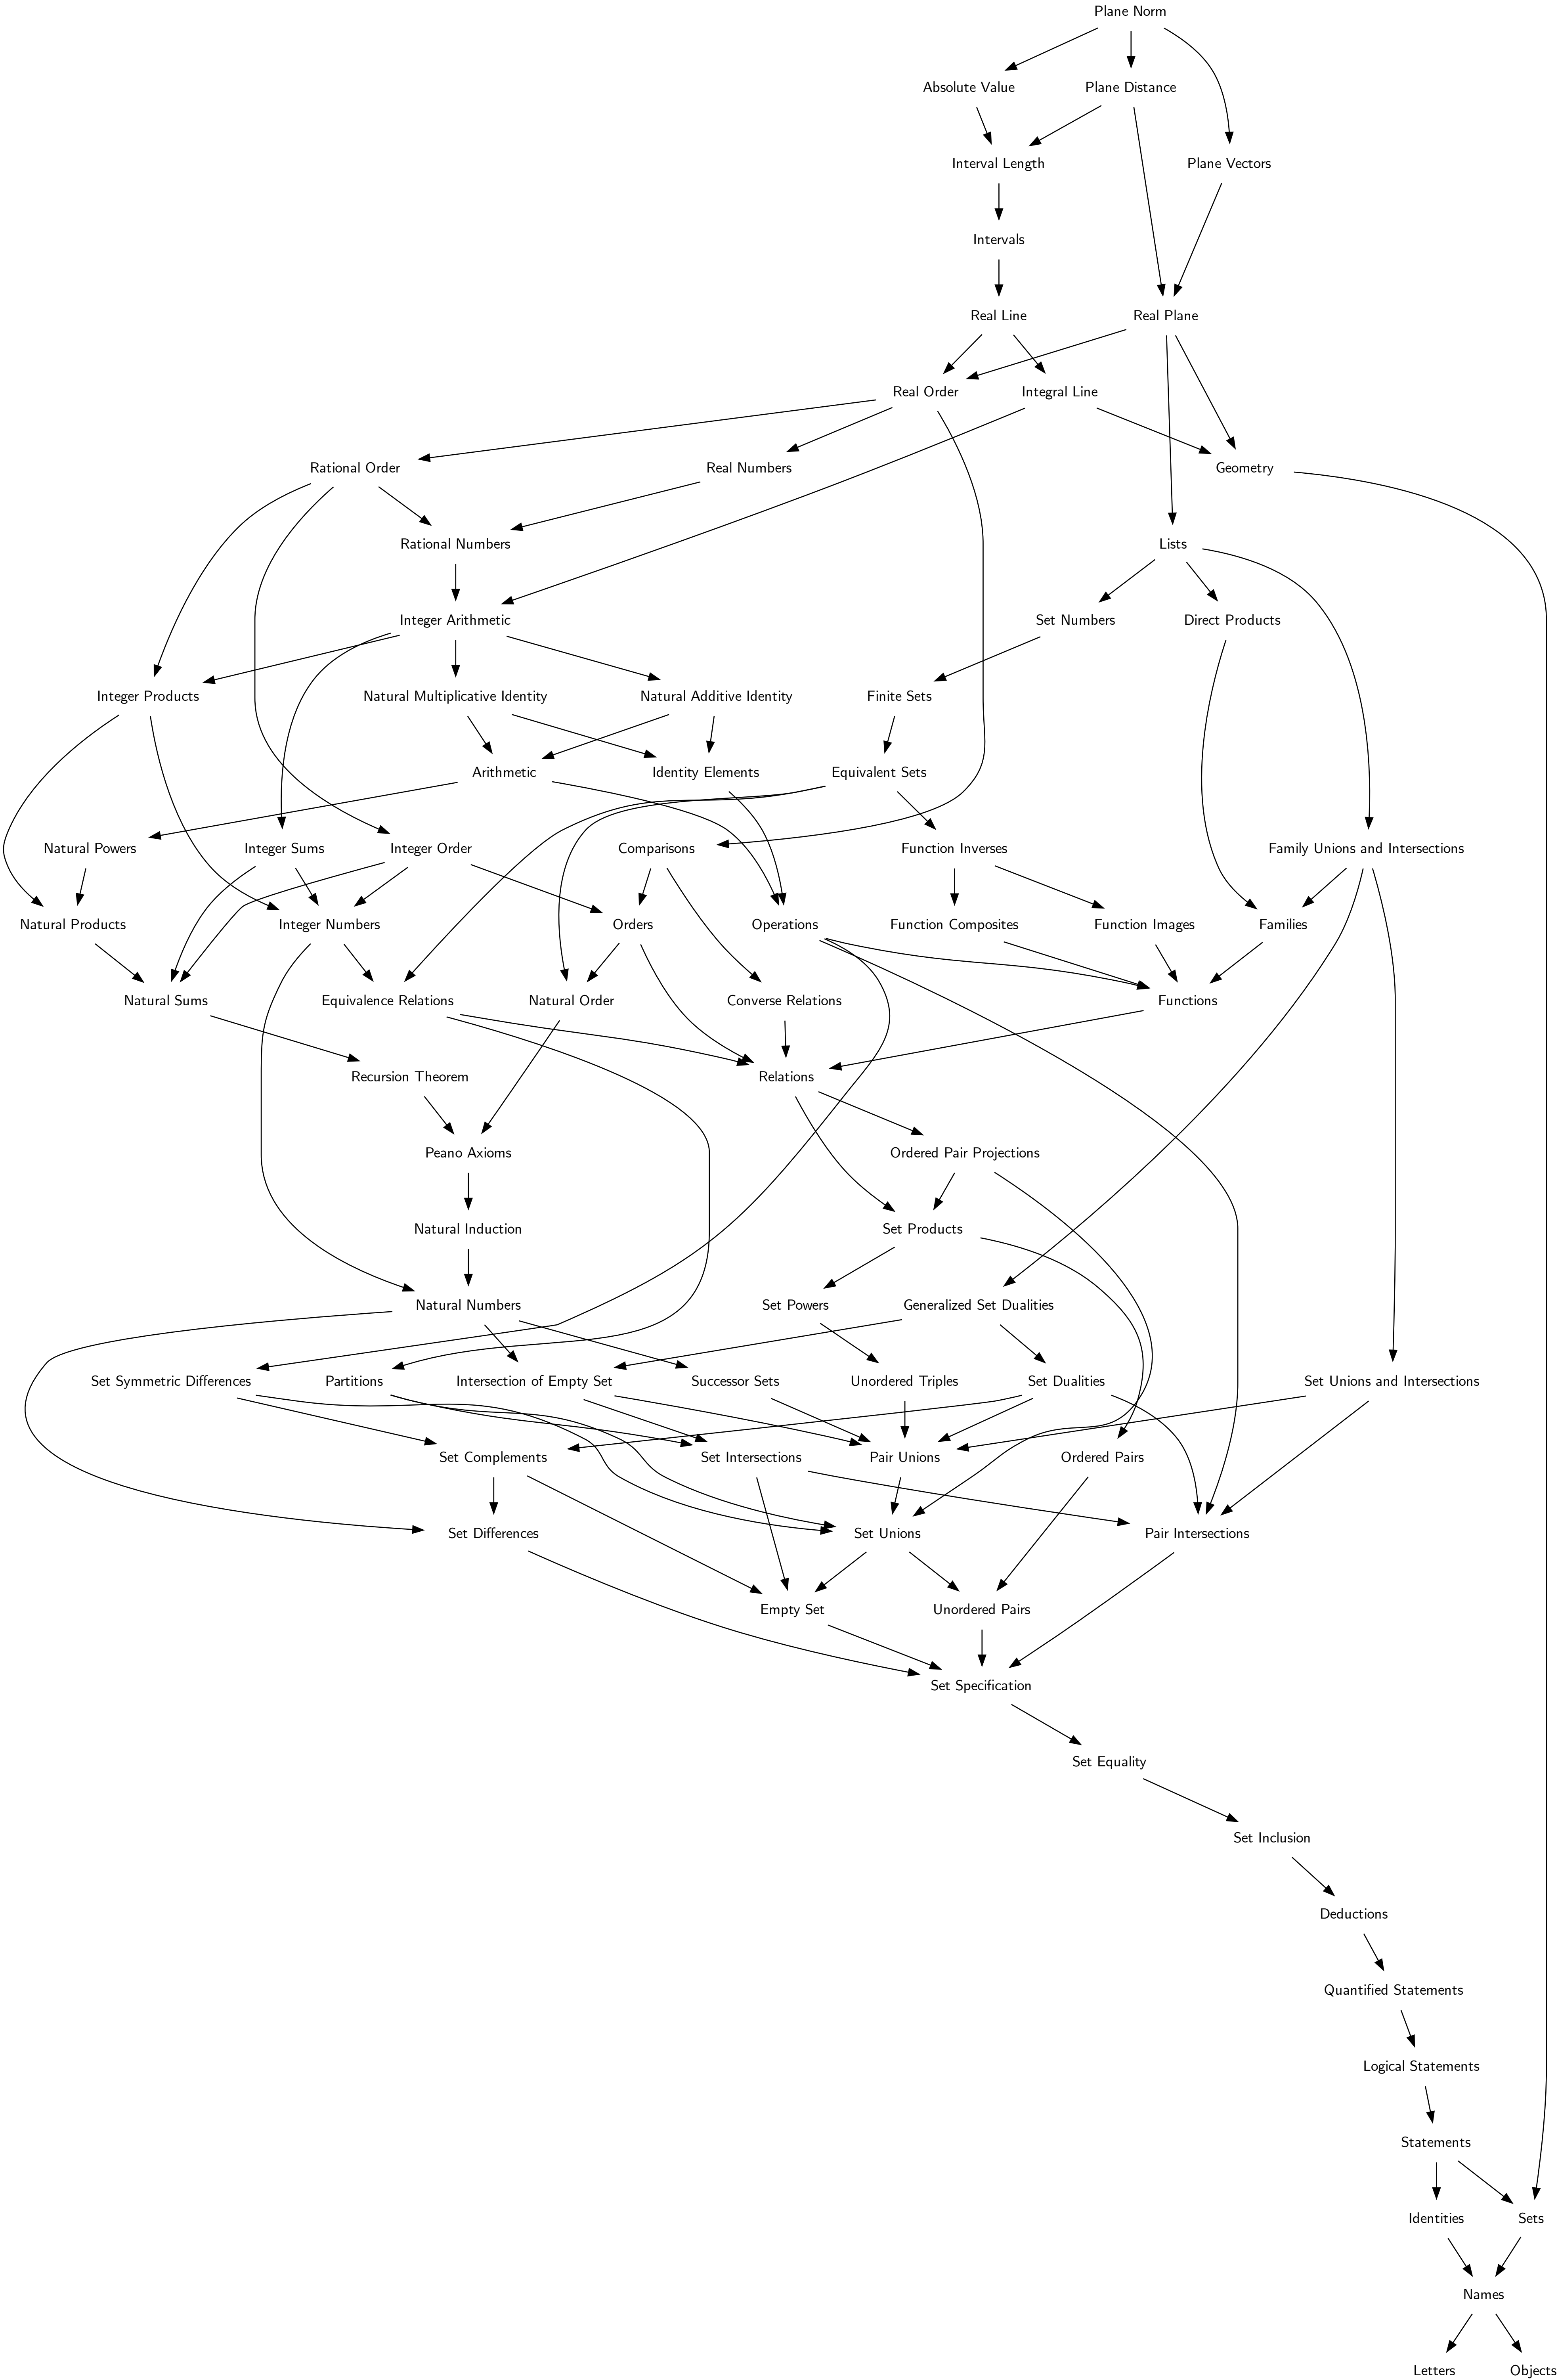 Plane Norm
Absolute Value
Plane Distance
Interval Length
Plane Vectors
Intervals
Real Line
Real Plane
Real Order
Integral Line
Rational Order
Real Numbers
Geometry
Rational Numbers
Lists
Integer Arithmetic
Set Numbers
Direct Products
Integer Products
Natural Multiplicative Identity
Natural Additive Identity
Finite Sets
Arithmetic
Identity Elements
Equivalent Sets
Natural Powers
Integer Sums
Integer Order
Comparisons
Function Inverses
Family Unions and Intersections
Natural Products
Integer Numbers
Orders
Operations
Function Composites
Function Images
Families
Natural Sums
Equivalence Relations
Natural Order
Converse Relations
Functions
Recursion Theorem
Relations
Peano Axioms
Ordered Pair Projections
Natural Induction
Set Products
Natural Numbers
Set Powers
Generalized Set Dualities
Set Symmetric Differences
Partitions
Intersection of Empty Set
Successor Sets
Unordered Triples
Set Dualities
Set Unions and Intersections
Set Complements
Set Intersections
Pair Unions
Ordered Pairs
Set Differences
Set Unions
Pair Intersections
Empty Set
Unordered Pairs
Set Specification
Set Equality
Set Inclusion
Deductions
Quantified Statements
Logical Statements
Statements
Identities
Sets
Names
Letters
Objects